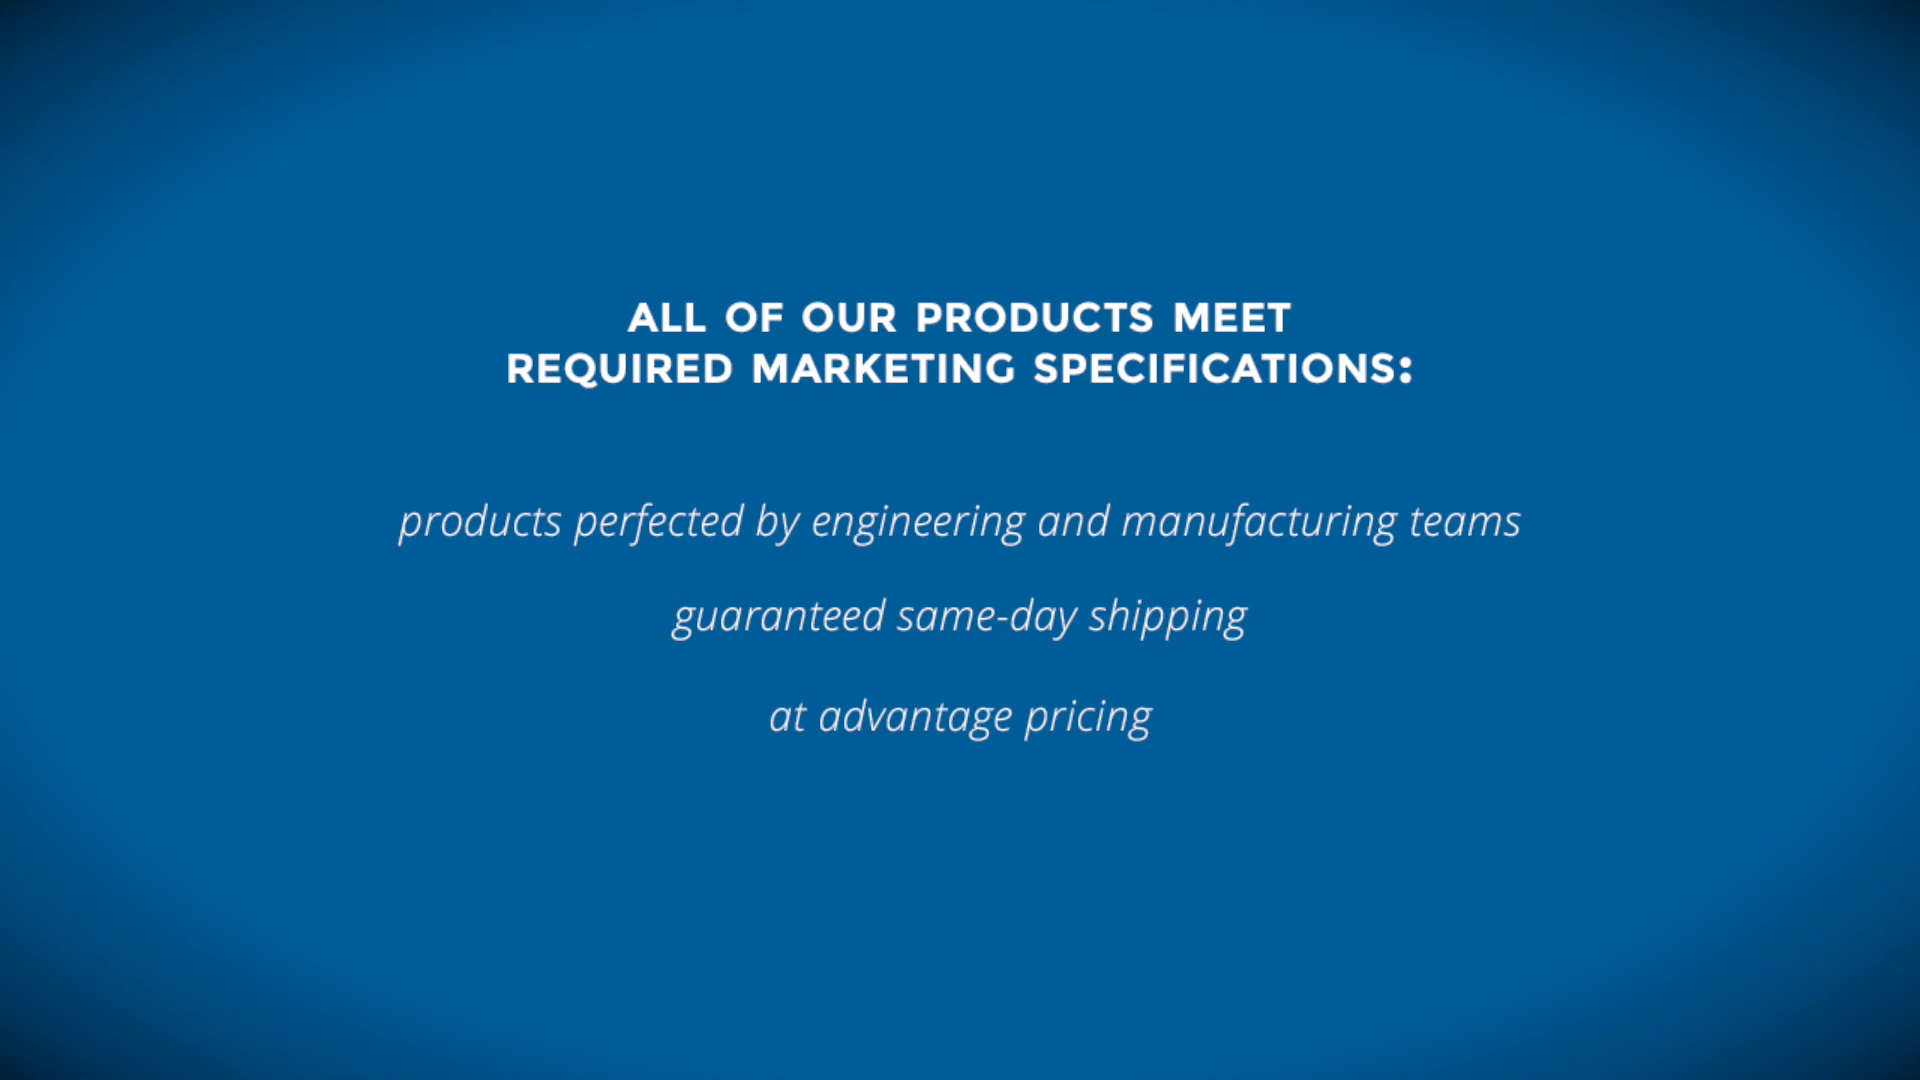 ALL OF OUR PRODUCTS MEET
REQUIRED MARKETING SPECIFICATIONS:
products perfected by engineering and manufacturing teams
guaranteed same-day shipping
at advantage pricing